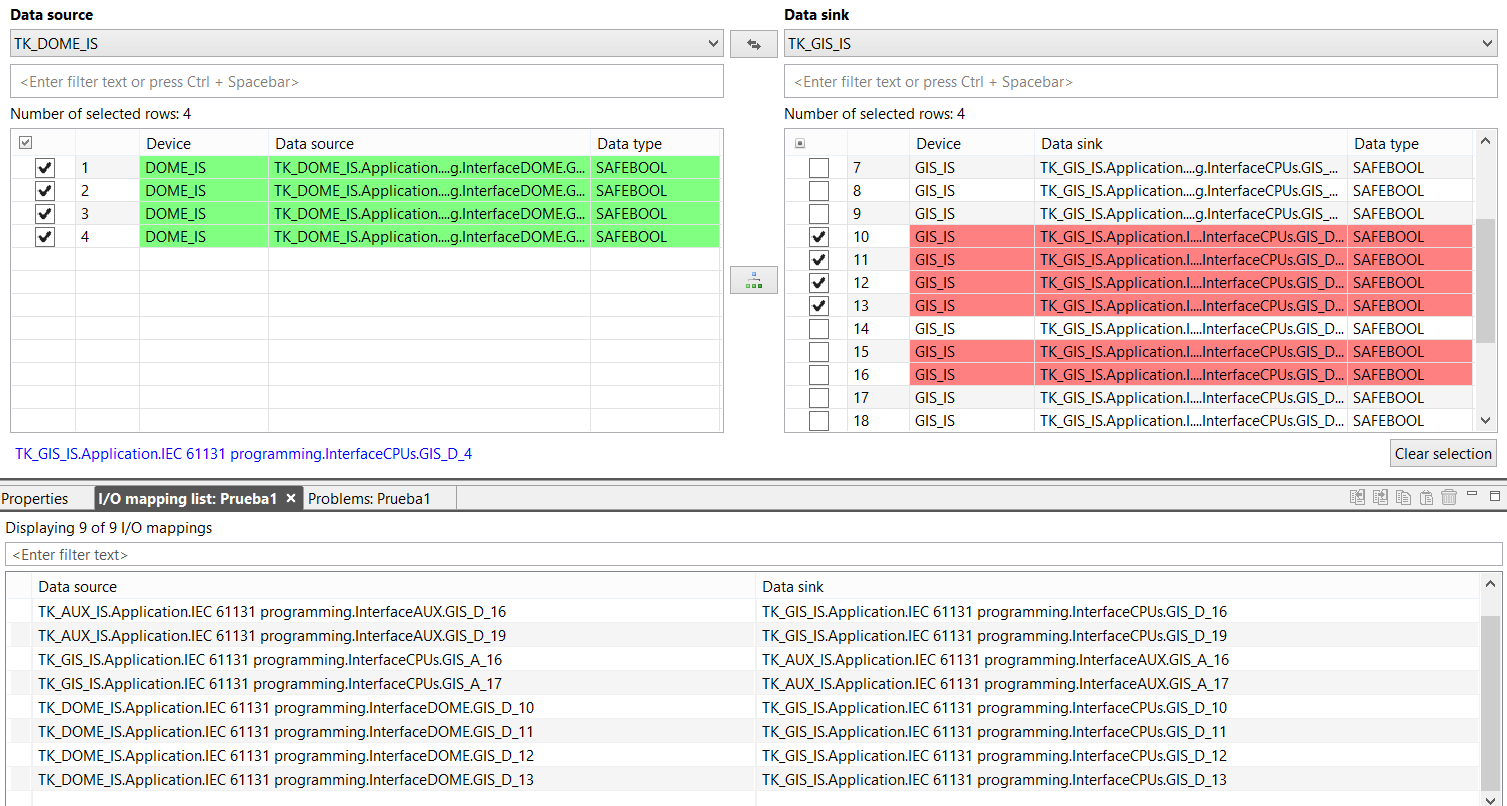 Data source Data sink
TK_DOME_IS TK_GIS_IS
<Enter filter text or press Ctrl + Spacebar> <Enter filter text or press Ctrl + Spacebar>
Number of selected rows: 4 Number of selected rows: 4
Device Data source Data type Device Data sink Data type
1 DOME_IS TK_DOME_IS.Application....g.InterfaceDOME.G... SAFEBOOL 7 GIS_IS TK_GIS_IS.Application....g.InterfaceCPUs.GIS_... SAFEBOOL
2 DOME_IS TK_DOME_IS.Application....g.InterfaceDOME.G... SAFEBOOL 8 GIS_IS TK_GIS_IS.Application....g.InterfaceCPUs.GIS_... SAFEBOOL
3 DOME_IS TK_DOME_IS.Application....g.InterfaceDOME.G... SAFEBOOL 9 GIS_IS TK_GIS_IS.Application....g.InterfaceCPUs.GIS_... SAFEBOOL
4 DOME_IS TK_DOME_IS.Application....g.InterfaceDOME.G... SAFEBOOL 10 GIS_IS TK_GIS_IS.Application.I....InterfaceCPUs.GIS_D... SAFEBOOL
11 GIS_IS TK_GIS_IS.Application.I....InterfaceCPUs.GIS_D... SAFEBOOL
12 GIS_IS TK_GIS_IS.Application.I....InterfaceCPUs.GIS_D... SAFEBOOL
13 GIS_IS TK_GIS_IS.Application.I....InterfaceCPUs.GIS_D... SAFEBOOL
14 GIS_IS TK_GIS_IS.Application.I....InterfaceCPUs.GIS_D... SAFEBOOL
15 GIS_IS TK_GIS_IS.Application.I....InterfaceCPUs.GIS_D... SAFEBOOL
16 GIS_IS TK_GIS_IS.Application.I....InterfaceCPUs.GIS_D... SAFEBOOL
17 GIS_IS TK_GIS_IS.Application.I....InterfaceCPUs.GIS_D... SAFEBOOL
18 GIS_IS TK_GIS_IS.Application.I....InterfaceCPUs.GIS_D... SAFEBOOL
TK_GIS_IS.Application.IEC 61131 programming.InterfaceCPUs.GIS_D_4 Clear selection
Properties I/O mapping list: Prueba1 Problems: Prueba1
Displaying 9 of 9 I/O mappings
<Enter filter text>
Data source Data sink
TK_AUX_IS.Application.IEC 61131 programming.InterfaceAUX.GIS_D_16 TK_GIS_IS.Application.IEC 61131 programming.InterfaceCPUs.GIS_D_16
TK_AUX_IS.Application.IEC 61131 programming.InterfaceAUX.GIS_D_19 TK_GIS_IS.Application.IEC 61131 programming.InterfaceCPUs.GIS_D_19
TK_GIS_IS.Application.IEC 61131 programming.InterfaceCPUs.GIS_A_16 TK_AUX_IS.Application.IEC 61131 programming.InterfaceAUX.GIS_A_16
TK_GIS_IS.Application.IEC 61131 programming.InterfaceCPUs.GIS_A_17 TK_AUX_IS.Application.IEC 61131 programming.InterfaceAUX.GIS_A_17
TK_DOME_IS.Application.IEC 61131 programming.InterfaceDOME.GIS_D_10 TK_GIS_IS.Application.IEC 61131 programming.InterfaceCPUs.GIS_D_10
TK_DOME_IS.Application.IEC 61131 programming.InterfaceDOME.GIS_D_11 TK_GIS_IS.Application.IEC 61131 programming.InterfaceCPUs.GIS_D_11
TK_DOME_IS.Application.IEC 61131 programming.InterfaceDOME.GIS_D_12 TK_GIS_IS.Application.IEC 61131 programming.InterfaceCPUs.GIS_D_12
TK_DOME_IS.Application.IEC 61131 programming.InterfaceDOME.GIS_D_13 TK_GIS_IS.Application.IEC 61131 programming.InterfaceCPUs.GIS_D_13